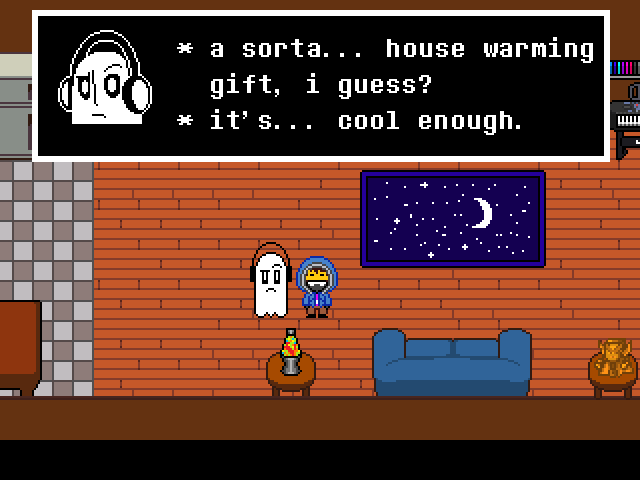 * a sorta... house warming
gift, i guess?
* it's... cool enough.